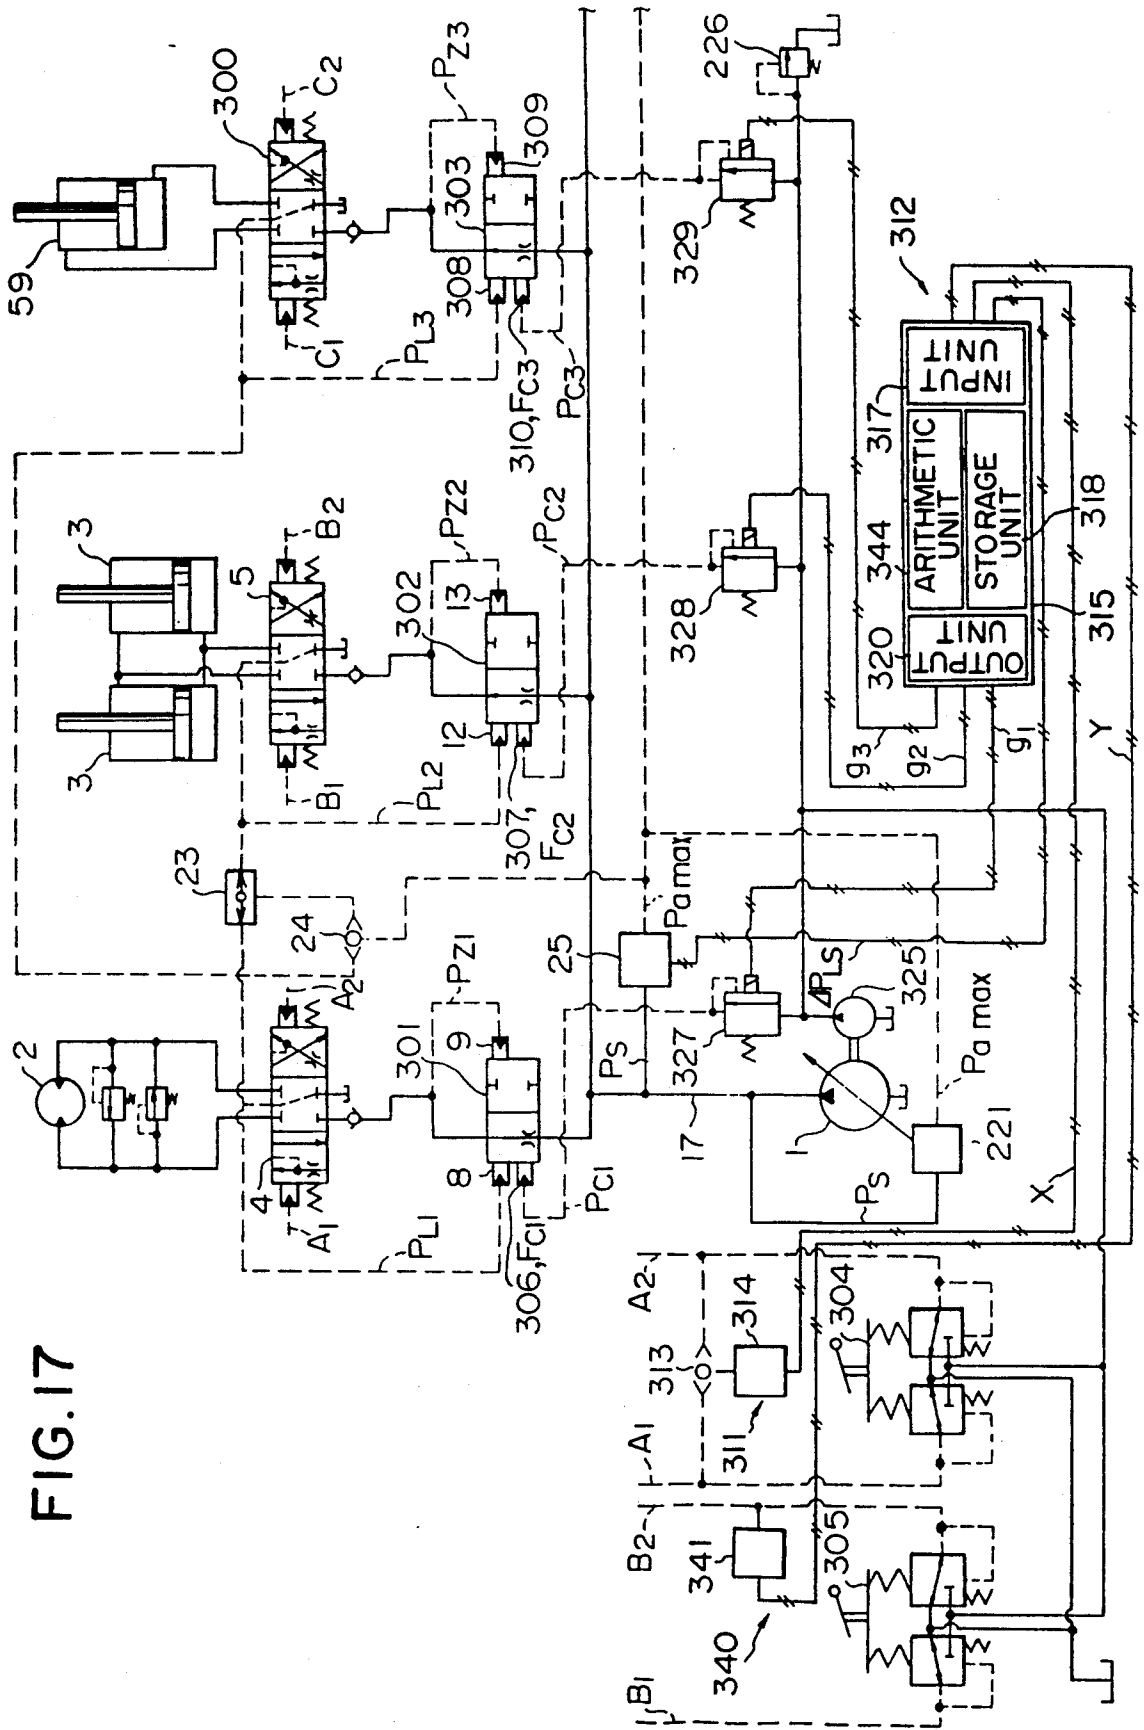 FIG.17
2
3
3
59
300
C2
C1
PL3
PZ3
303
308
309
310,FC3
PC3
226
23
24
5
B2
B1
PL2
PZ2
302
12
13
307,
FC2
PC2
4
A2
A1
PL1
PZ1
301
8
9
306,FC1
PC1
25
PS
17
1
327
ΔPLS
325
Pamax
Pamax
221
PS
328
329
312
317
INPUT
UNIT
344
ARITHMETIC
UNIT
STORAGE
UNIT
318
320
OUTPUT
UNIT
315
g3
g2
g1
Y
X
A2
A1
313
314
311
304
B2
B1
341
340
305